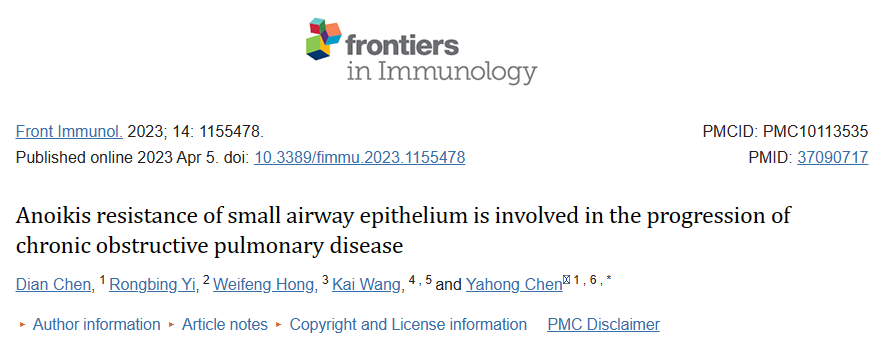 frontiers
in Immunology
Front Immunol. 2023; 14: 1155478. PMCID: PMC10113535
Published online 2023 Apr 5. doi: 10.3389/fimmu.2023.1155478 PMID: 37090717
Anoikis resistance of small airway epithelium is involved in the progression of
chronic obstructive pulmonary disease
Dian Chen, 1 Rongbing Yi, 2 Weifeng Hong, 3 Kai Wang, 4 , 5 and Yahong Chen 1 , 6 , *
▸ Author information ▸ Article notes ▸ Copyright and License information PMC Disclaimer